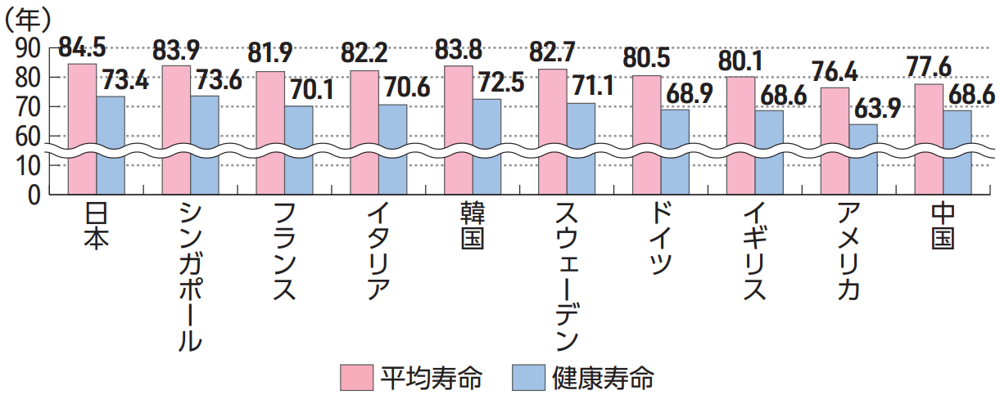 （年）
90
80
70
60
10
0
84.5
73.4
83.9
73.6
81.9
70.1
82.2
70.6
83.8
72.5
82.7
71.1
80.5
68.9
80.1
68.6
76.4
63.9
77.6
68.6
日本
シンガポール
フランス
イタリア
韓国
スウェーデン
ドイツ
イギリス
アメリカ
中国
平均寿命 健康寿命